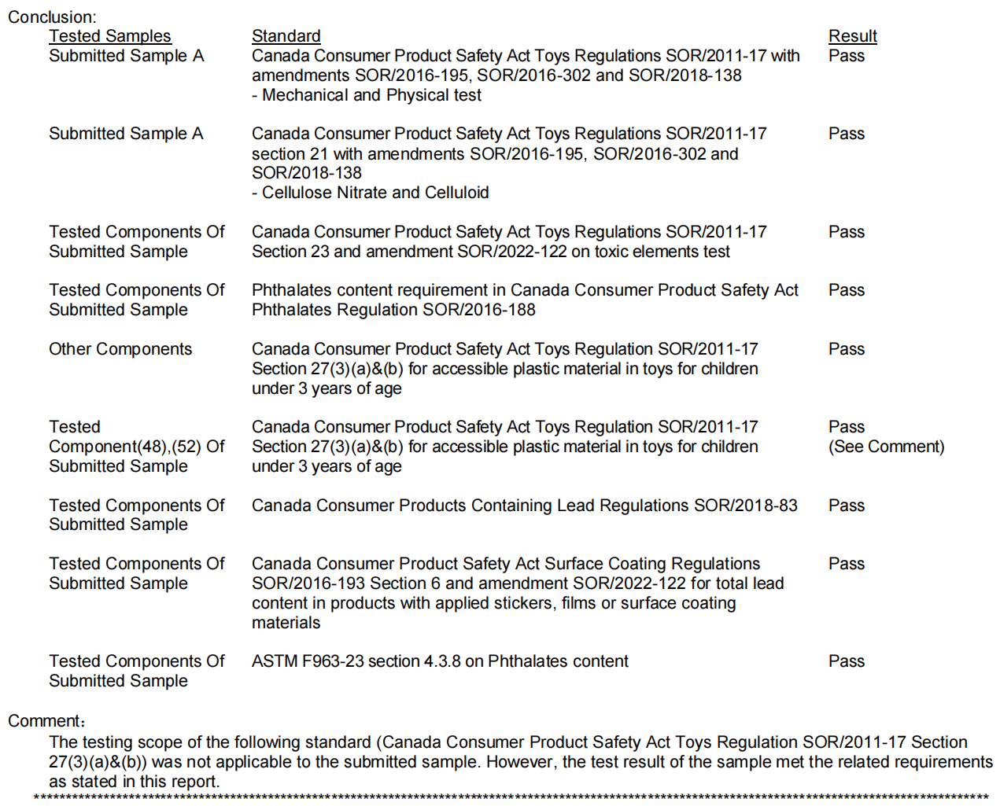 Conclusion:
Tested Samples Standard Result
Submitted Sample A Canada Consumer Product Safety Act Toys Regulations SOR/2011-17 with Pass
amendments SOR/2016-195, SOR/2016-302 and SOR/2018-138
- Mechanical and Physical test
Submitted Sample A Canada Consumer Product Safety Act Toys Regulations SOR/2011-17 Pass
section 21 with amendments SOR/2016-195, SOR/2016-302 and
SOR/2018-138
- Cellulose Nitrate and Celluloid
Tested Components Of Canada Consumer Product Safety Act Toys Regulations SOR/2011-17 Pass
Submitted Sample Section 23 and amendment SOR/2022-122 on toxic elements test
Tested Components Of Phthalates content requirement in Canada Consumer Product Safety Act Pass
Submitted Sample Phthalates Regulation SOR/2016-188
Other Components Canada Consumer Product Safety Act Toys Regulation SOR/2011-17 Pass
Section 27(3)(a)&(b) for accessible plastic material in toys for children
under 3 years of age
Tested Canada Consumer Product Safety Act Toys Regulation SOR/2011-17 Pass
Component(48),(52) Of Section 27(3)(a)&(b) for accessible plastic material in toys for children (See Comment)
Submitted Sample under 3 years of age
Tested Components Of Canada Consumer Products Containing Lead Regulations SOR/2018-83 Pass
Submitted Sample
Tested Components Of Canada Consumer Product Safety Act Surface Coating Regulations Pass
Submitted Sample SOR/2016-193 Section 6 and amendment SOR/2022-122 for total lead
content in products with applied stickers, films or surface coating
materials
Tested Components Of ASTM F963-23 section 4.3.8 on Phthalates content Pass
Submitted Sample
Comment：
The testing scope of the following standard (Canada Consumer Product Safety Act Toys Regulation SOR/2011-17 Section
27(3)(a)&(b)) was not applicable to the submitted sample. However, the test result of the sample met the related requirements
as stated in this report.
******************************************************************************************************************************************************